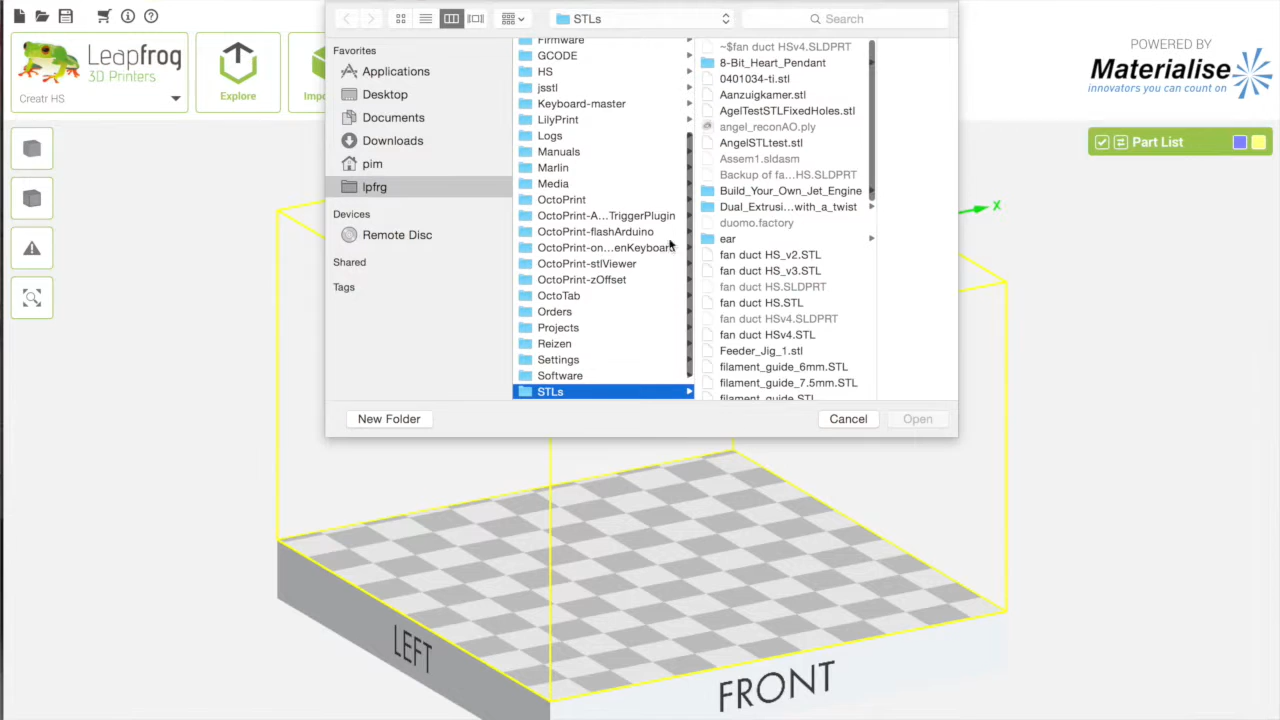 STLs
Search
Leapfrog
3D Printers
Creatr HS
Explore
POWERED BY
Materialise
innovators you can count on
Part List
Favorites
Applications
Desktop
Documents
Downloads
pim
lpfrg
Devices
Remote Disc
Shared
Tags
Firmware
GCODE
HS
jsstl
Keyboard-master
LilyPrint
Logs
Manuals
Marlin
Media
OctoPrint
OctoPrint-A...TriggerPlugin
OctoPrint-flashArduino
OctoPrint-on...enKeyboard
OctoPrint-stlViewer
OctoPrint-zOffset
OctoTab
Orders
Projects
Reizen
Settings
Software
STLs
~$fan duct HSv4.SLDPRT
8-Bit_Heart_Pendant
0401034-ti.stl
Aanzuigkamer.stl
AgelTestSTLFixedHoles.stl
angel_reconAO.ply
AngelSTLtest.stl
Assem1.sldasm
Backup of fa...HS.SLDPRT
Build_Your_Own_Jet_Engine
Dual_Extrusi...with_a_twist
duomo.factory
ear
fan duct HS_v2.STL
fan duct HS_v3.STL
fan duct HS.SLDPRT
fan duct HS.STL
fan duct HSv4.SLDPRT
fan duct HSv4.STL
Feeder_Jig_1.stl
filament_guide_6mm.STL
filament_guide_7.5mm.STL
filament_guide.STL
New Folder
Cancel
Open
X
LEFT
FRONT